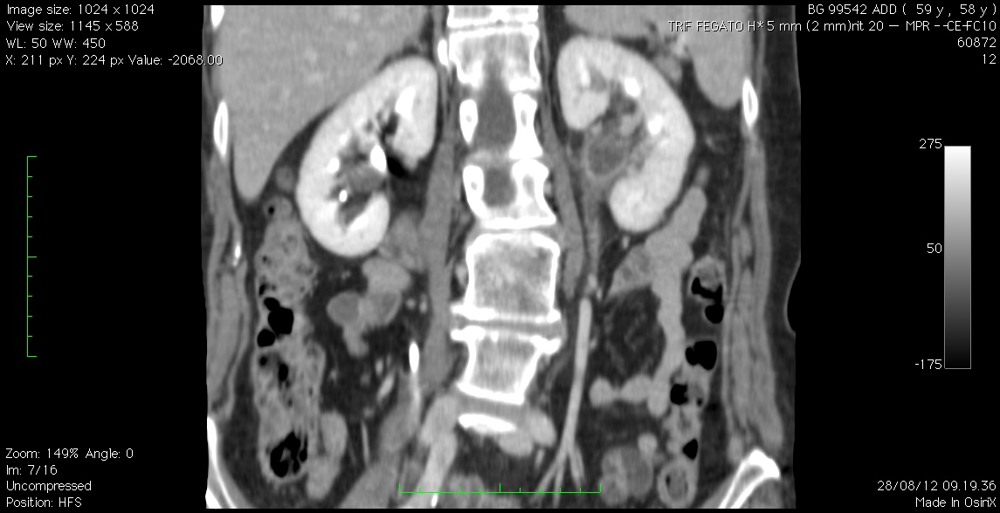 Image size: 1024 x 1024
View size: 1145 x 588
WL: 50 WW: 450
X: 211 px Y: 224 px Value: -2068.00
BG 99542 ADD ( 59 y , 58 y )
TRIF FEGATO H* 5 mm (2 mm)rit 20 — MPR --CE-FC10
60872
12
275
50
-175
Zoom: 149% Angle: 0
Im: 7/16
Uncompressed
Position: HFS
28/08/12 09.19.36
Made In OsiriX